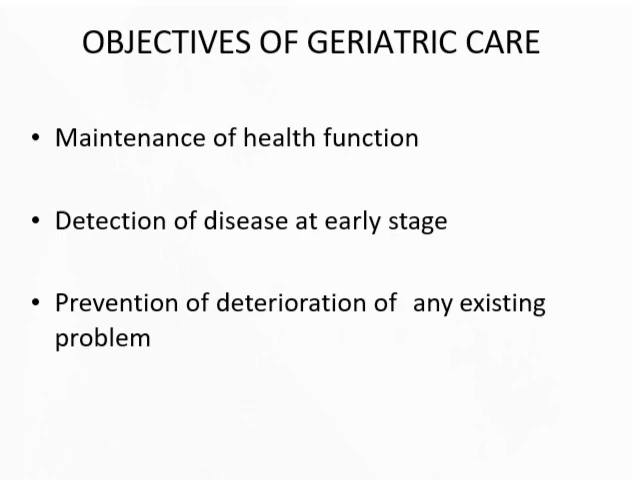 OBJECTIVES OF GERIATRIC CARE
• Maintenance of health function
• Detection of disease at early stage
• Prevention of deterioration of  any existing
problem